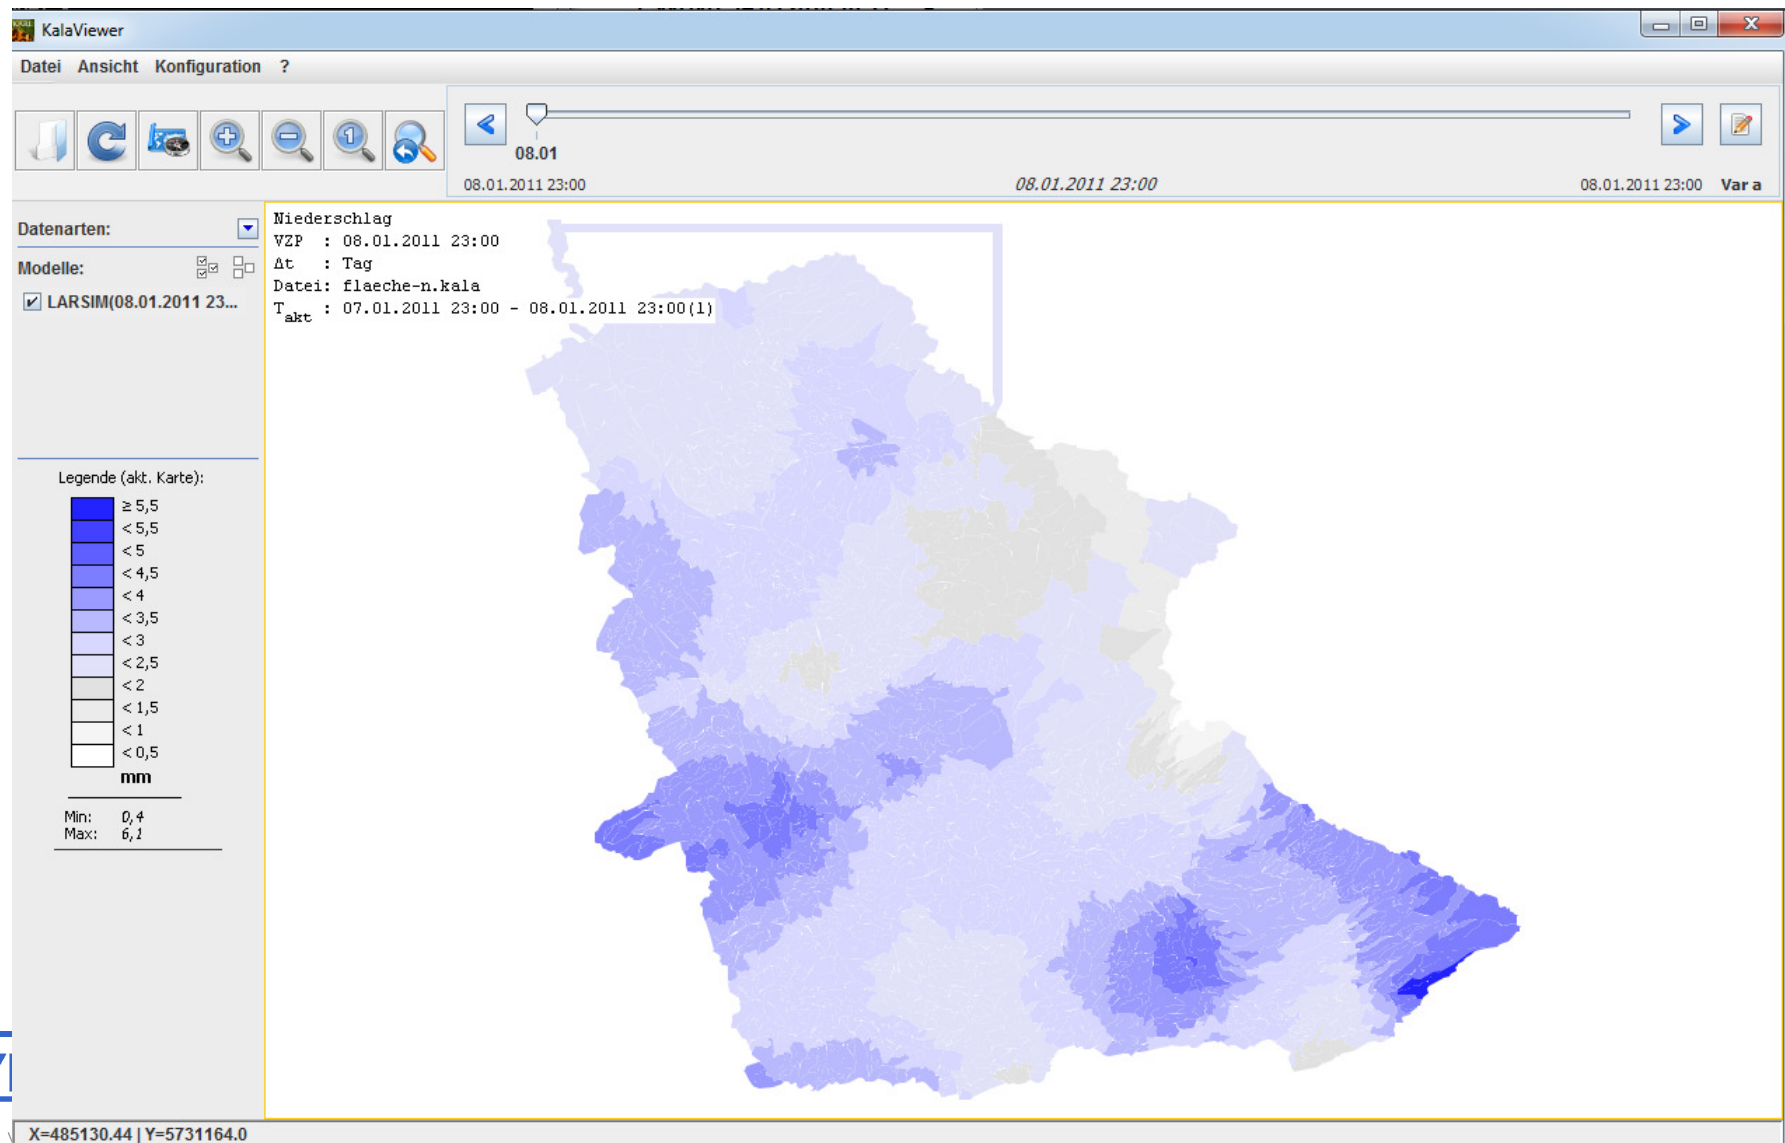 KalaViewer
Datei Ansicht Konfiguration ?
08.01
08.01.2011 23:00 08.01.2011 23:00 08.01.2011 23:00 Var a
Datenarten:
Modelle:
LARSIM(08.01.2011 23...
Niederschlag
VZP : 08.01.2011 23:00
Δt : Tag
Datei: flaeche-n.kala
Takt : 07.01.2011 23:00 - 08.01.2011 23:00(1)
Legende (akt. Karte):
≥ 5,5
< 5,5
< 5
< 4,5
< 4
< 3,5
< 3
< 2,5
< 2
< 1,5
< 1
< 0,5
mm
Min: 0,4
Max: 6,1
X=485130.44 | Y=5731164.0